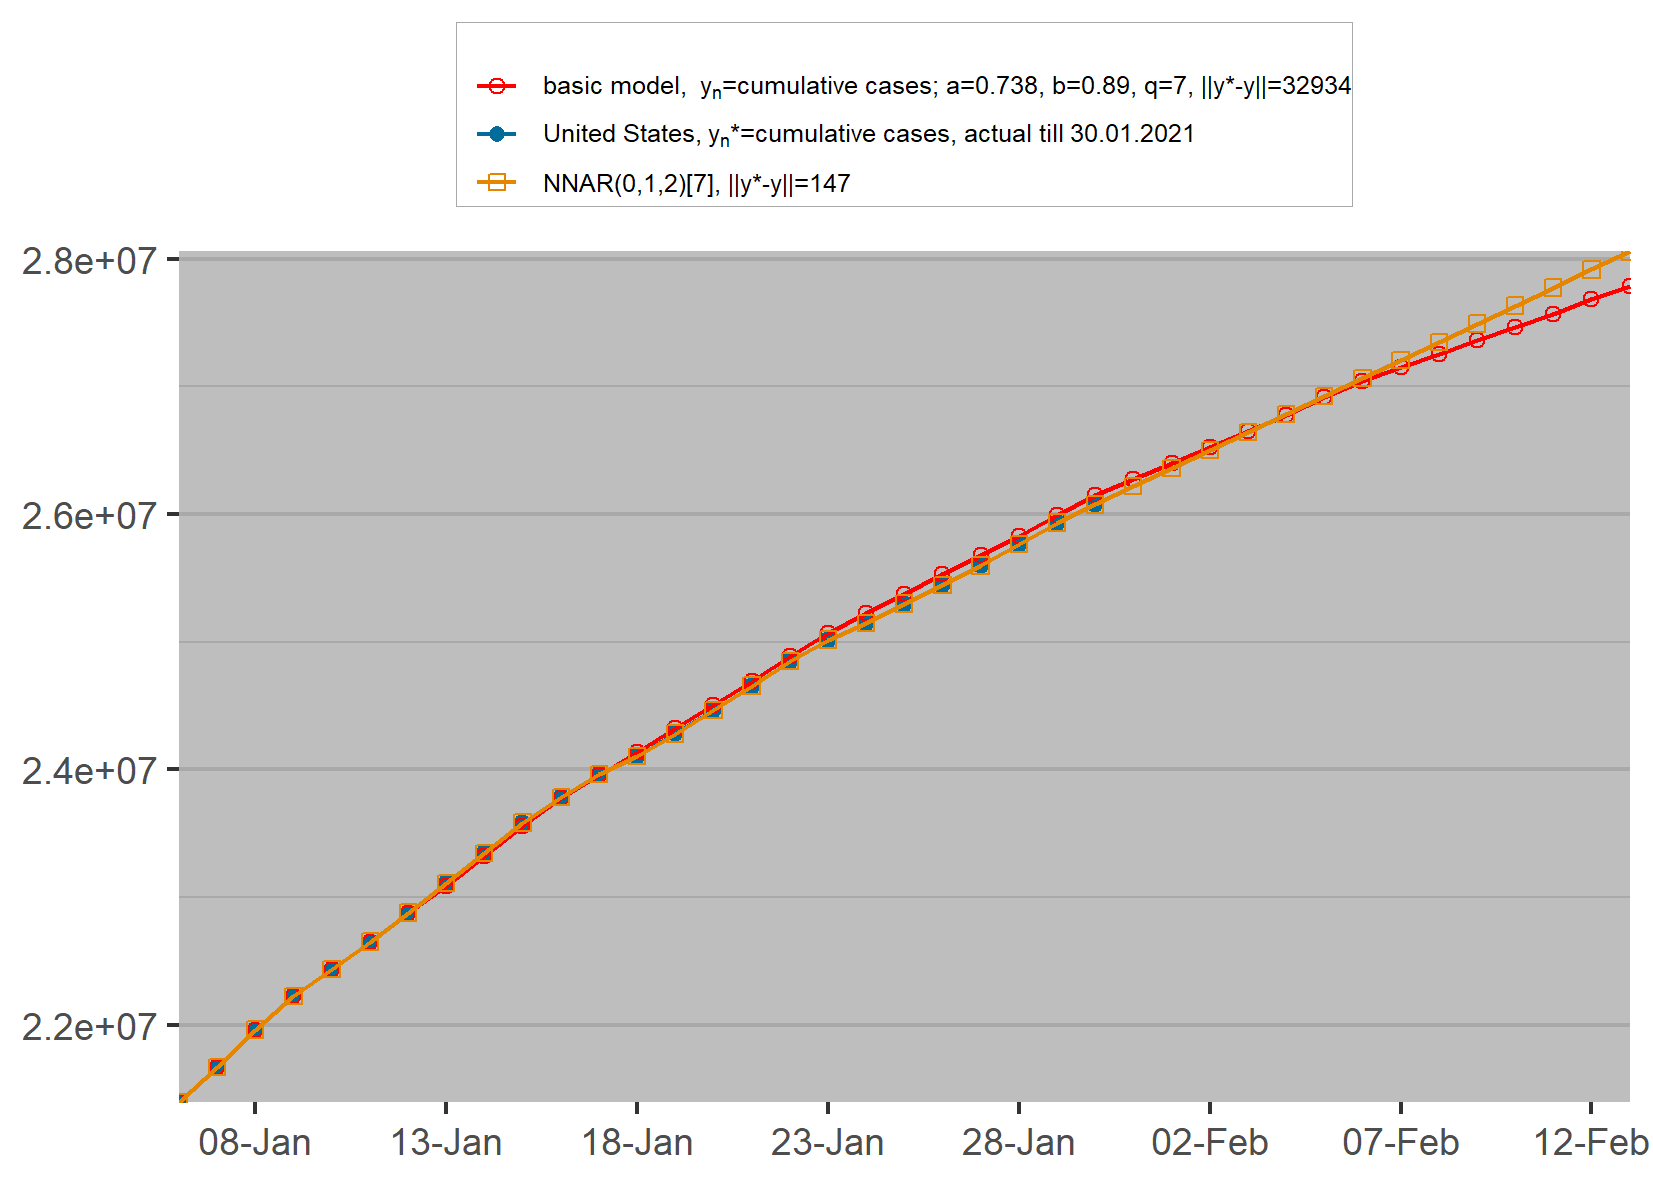 basic model, yn=cumulative cases; a=0.738, b=0.89, q=7, ||y*-y||=32934
United States, yn*=cumulative cases, actual till 30.01.2021
NNAR(0,1,2)[7], ||y*-y||=147
2.8e+07
2.6e+07
2.4e+07
2.2e+07
08-Jan 13-Jan 18-Jan 23-Jan 28-Jan 02-Feb 07-Feb 12-Feb